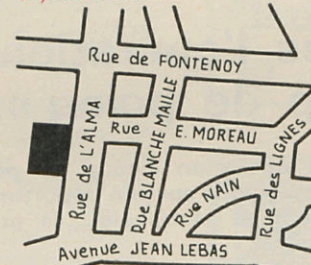 Rue de FONTENOY
Rue de L'ALMA
Rue BLANCHE MAILLE
Rue E. MOREAU
Rue NAIN
Rue des LIGNES
Avenue JEAN LEBAS